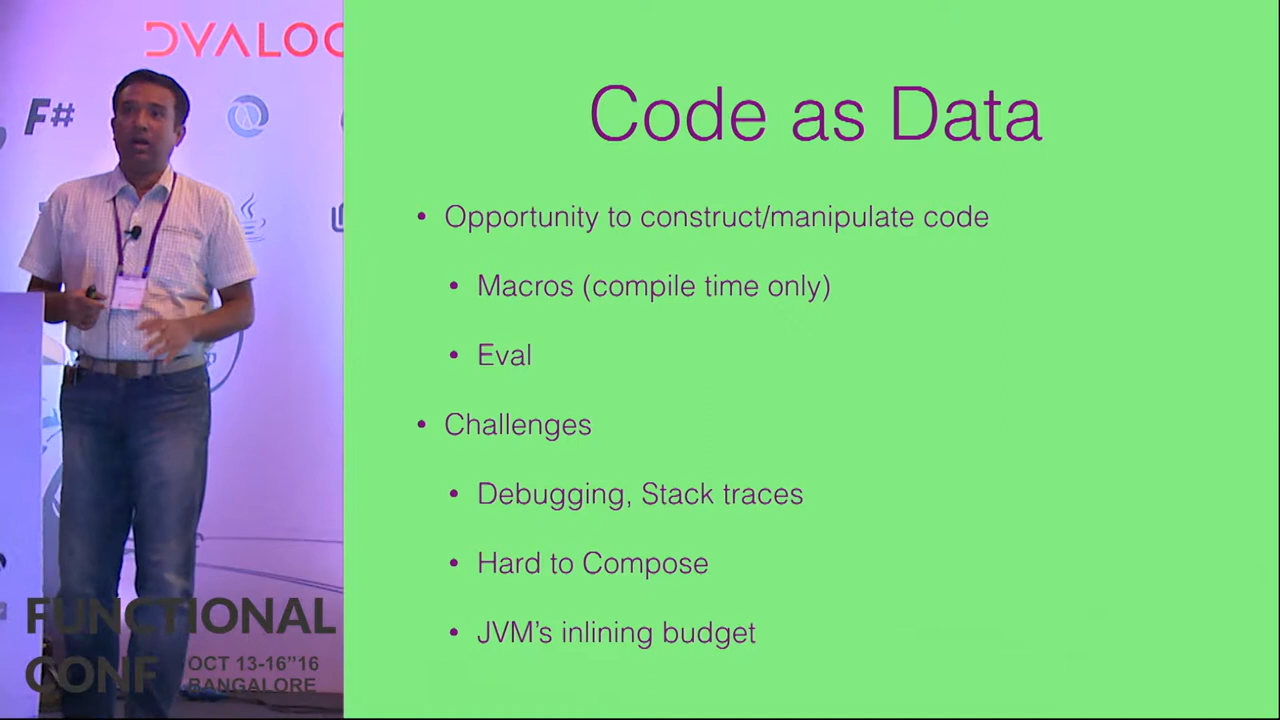 DYALOG
F#
Code as Data
• Opportunity to construct/manipulate code
• Macros (compile time only)
• Eval
• Challenges
• Debugging, Stack traces
• Hard to Compose
• JVM's inlining budget
FUNCTIONAL
CONF
OCT 13-16"16
BANGALORE